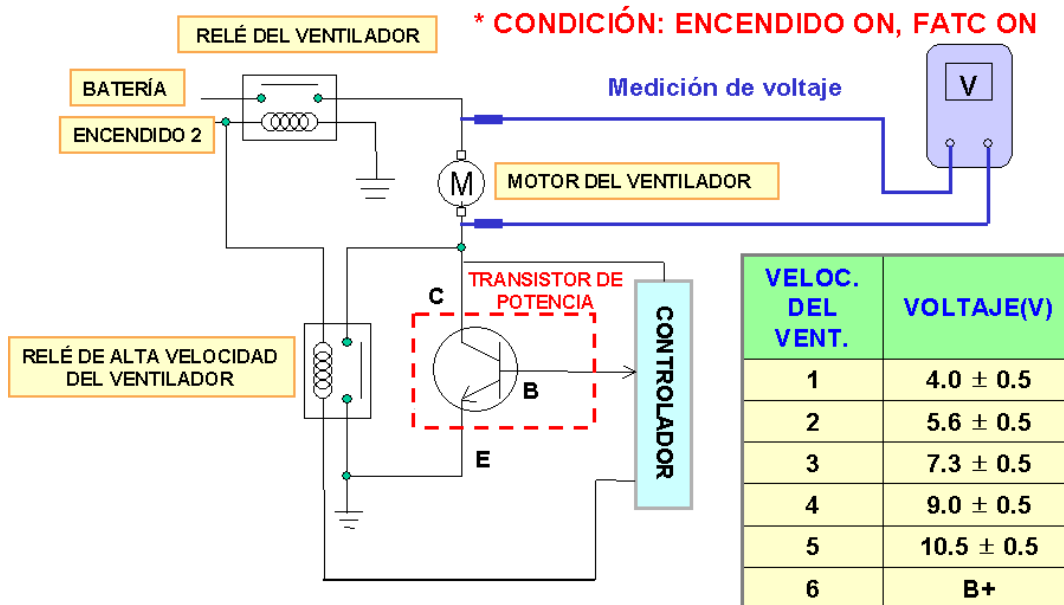 * CONDICIÓN: ENCENDIDO ON, FATC ON
RELÉ DEL VENTILADOR
BATERÍA
ENCENDIDO 2
Medición de voltaje
V
M
MOTOR DEL VENTILADOR
TRANSISTOR DE
POTENCIA
C
B
E
CONTROLADOR
RELÉ DE ALTA VELOCIDAD
DEL VENTILADOR
VELOC.
DEL
VENT.
VOLTAJE(V)
1 4.0 ± 0.5
2 5.6 ± 0.5
3 7.3 ± 0.5
4 9.0 ± 0.5
5 10.5 ± 0.5
6 B+